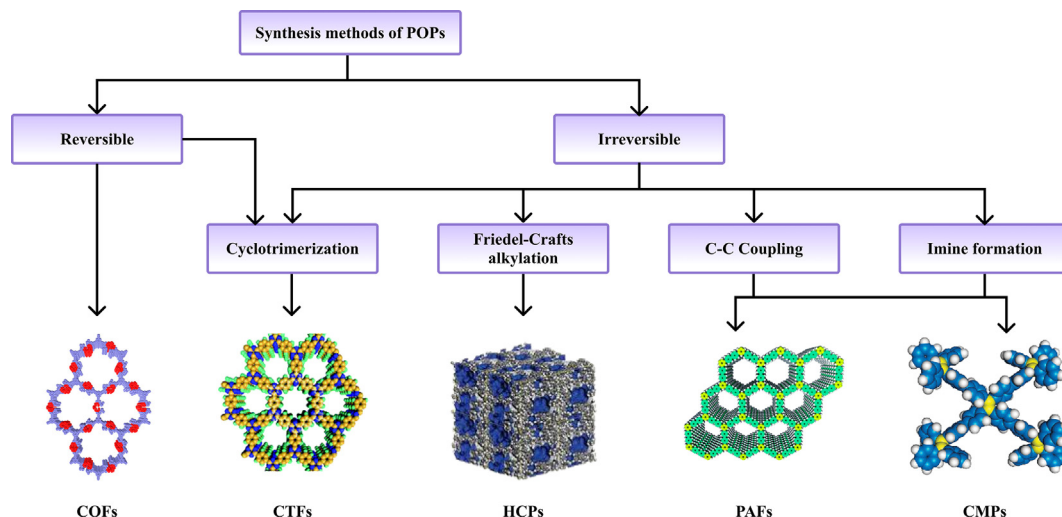 Synthesis methods of POPs
Reversible
Irreversible
Cyclotrimerization
Friedel-Crafts
alkylation
C-C Coupling
Imine formation
COFs
CTFs
HCPs
PAFs
CMPs